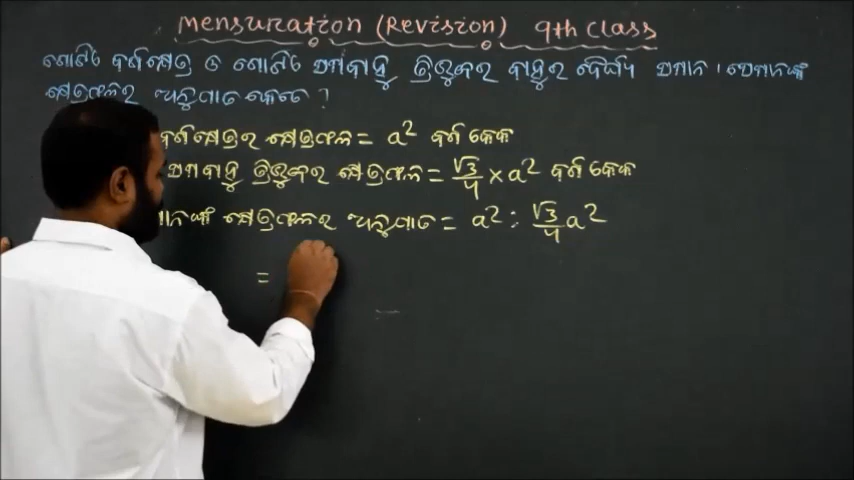 Mensuration (Revision) 9th Class
ଗୋଟିଏ ବର୍ଗକ୍ଷେତ୍ର ଓ ଗୋଟିଏ ସମବାହୁ ତ୍ରିଭୁଜର ବାହୁର ଦୈର୍ଘ୍ୟ ସମାନ । ସେମାନଙ୍କ
କ୍ଷେତ୍ରଫଳର ଅନୁପାତ କେତେ ?
ବର୍ଗକ୍ଷେତ୍ରର କ୍ଷେତ୍ରଫଳ = a² ବର୍ଗ ଏକକ
ସମବାହୁ ତ୍ରିଭୁଜର କ୍ଷେତ୍ରଫଳ = √3/4 × a² ବର୍ଗ ଏକକ
କ୍ଷେତ୍ରଫଳର ଅନୁପାତ = a² : √3/4 a²
=